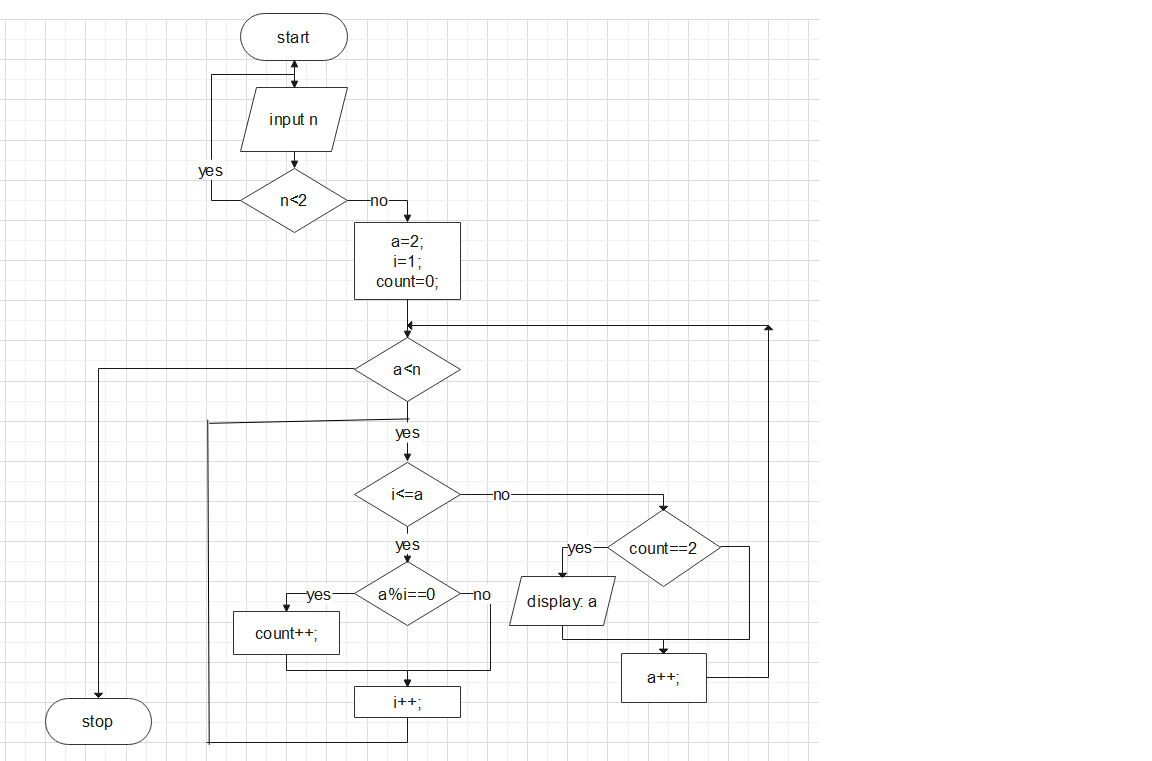 start
input n
yes
n<2
no
a=2;
i=1;
count=0;
a<n
yes
i<=a
no
yes
yes
count==2
yes
a%i==0
no
display: a
count++;
a++;
i++;
stop